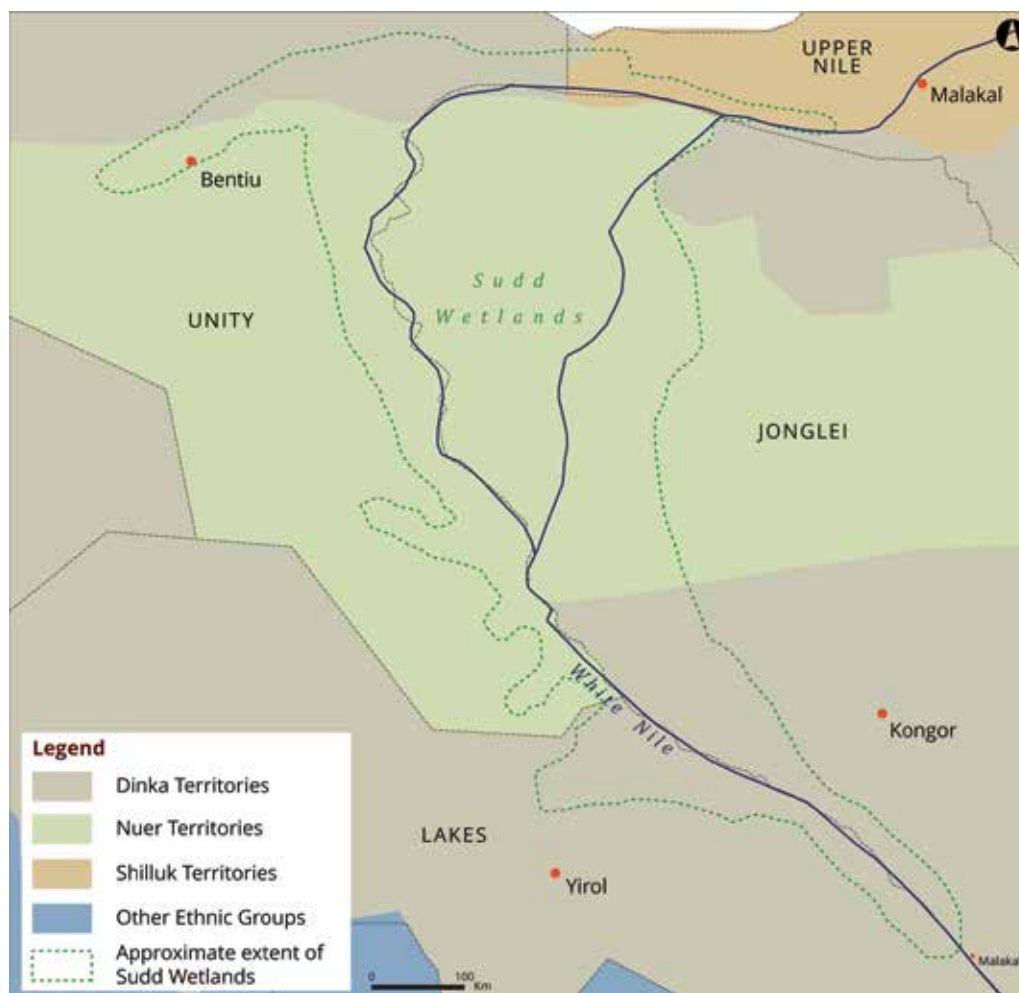 UPPER
NILE
Malakal
Bentiu
Sudd
Wetlands
UNITY
JONGLEI
White Nile
Kongor
LAKES
Yirol
Malakal
Legend
Dinka Territories
Nuer Territories
Shilluk Territories
Other Ethnic Groups
Approximate extent of
Sudd Wetlands
0 100
Km